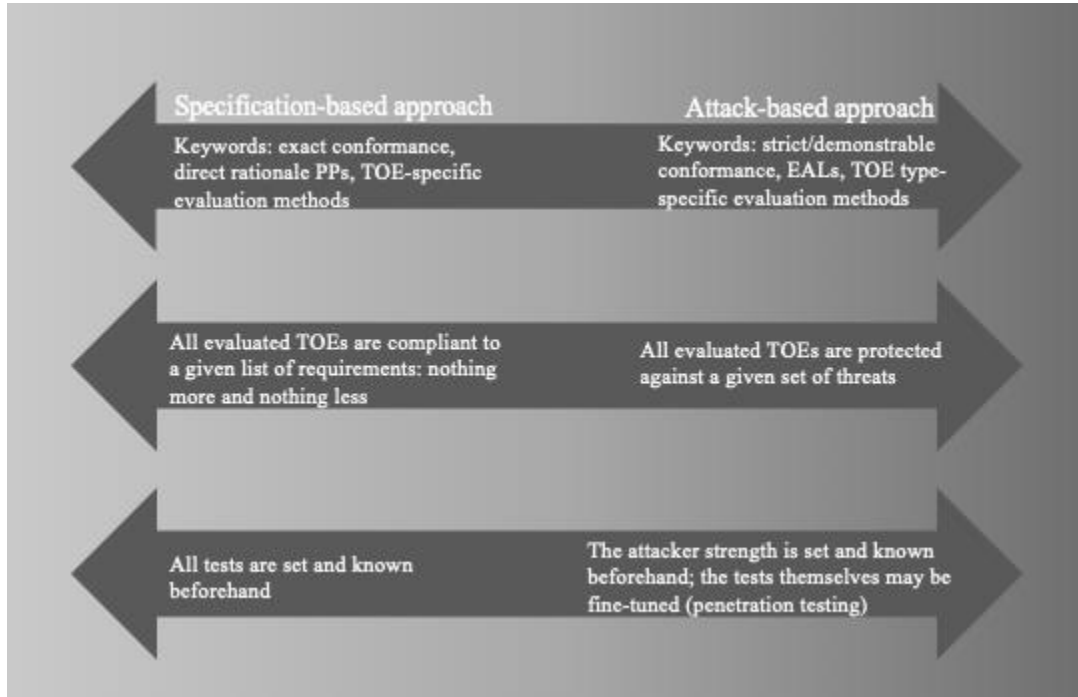 Specification-based approach
Keywords: exact conformance,
direct rationale PPs, TOE-specific
evaluation methods
Attack-based approach
Keywords: strict/demonstrable
conformance, EALs, TOE type-
specific evaluation methods
All evaluated TOEs are compliant to
a given list of requirements: nothing
more and nothing less
All evaluated TOEs are protected
against a given set of threats
All tests are set and known
beforehand
The attacker strength is set and known
beforehand; the tests themselves may be
fine-tuned (penetration testing)